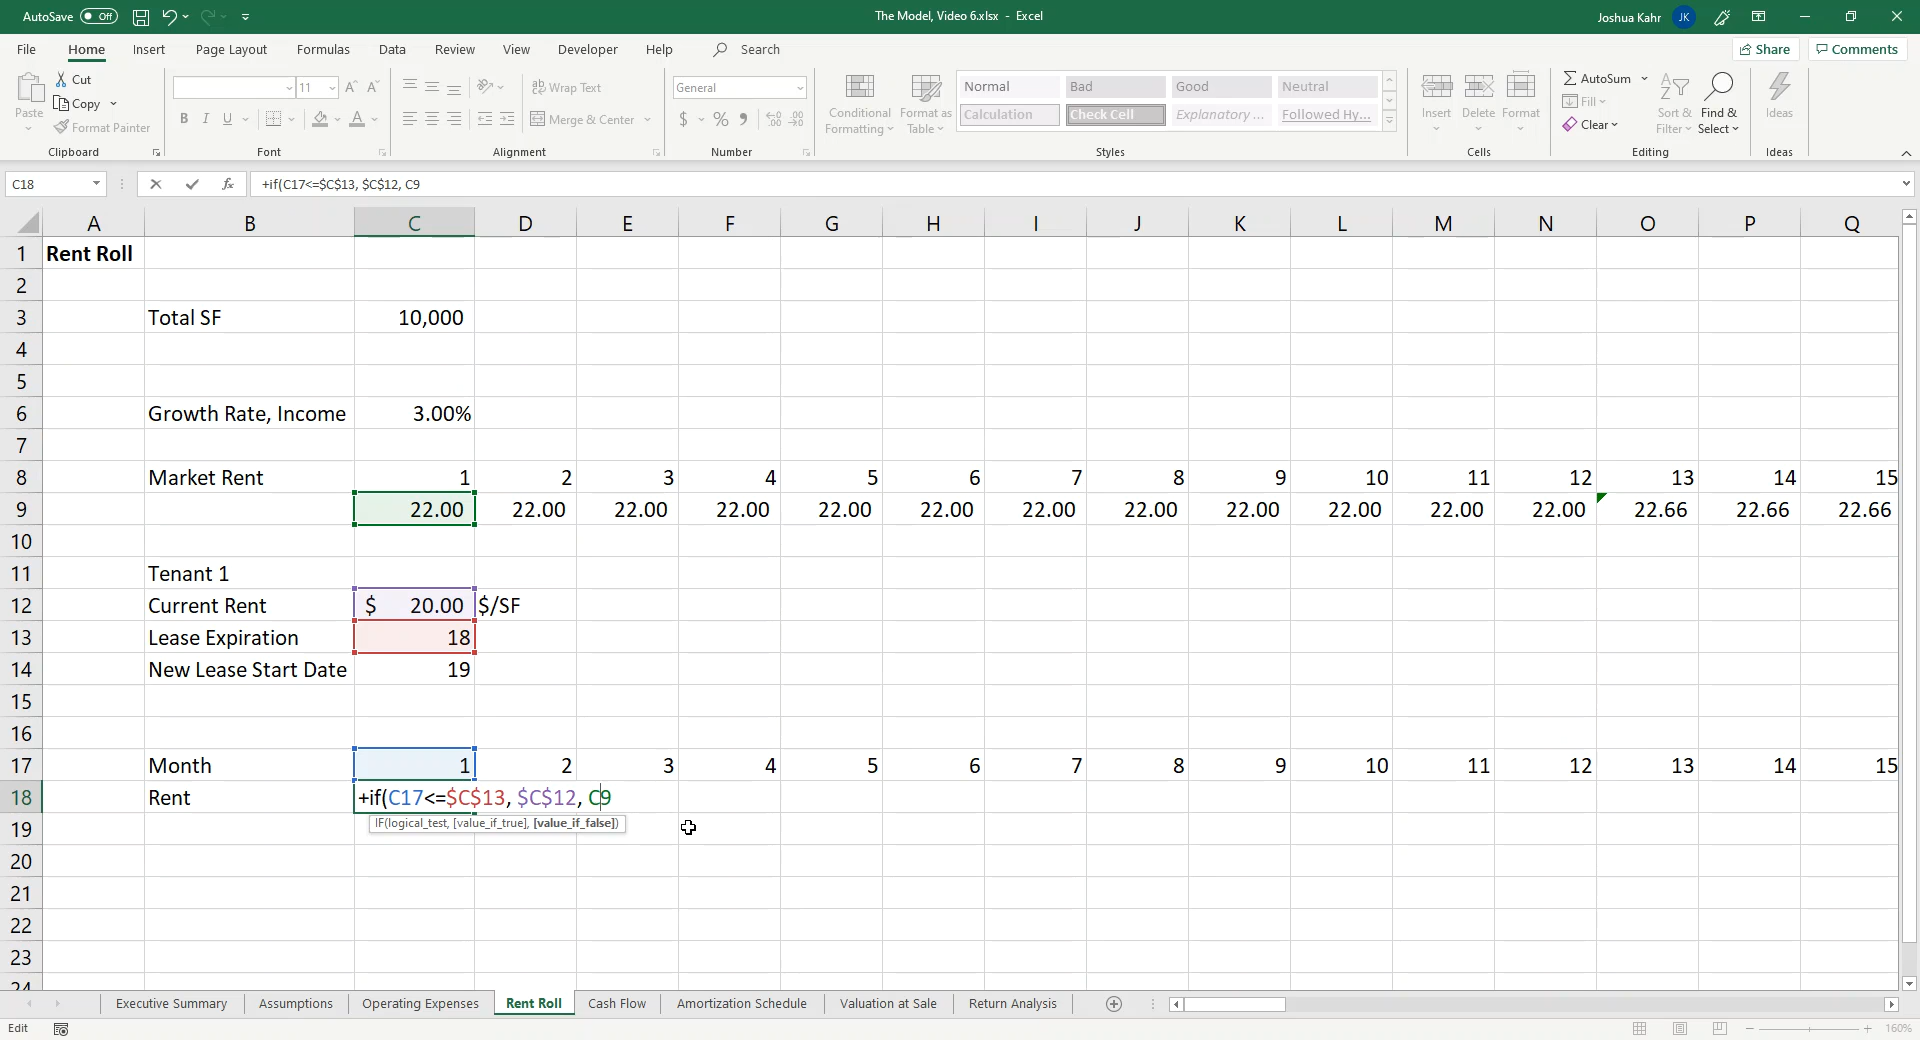 AutoSave Off The Model, Video 6.xlsx - Excel Joshua Kahr JK
File Home Insert Page Layout Formulas Data Review View Developer Help Search Share Comments
Paste Cut Copy Format Painter
11 A A
B I U A
Wrap Text
Merge & Center
General
$ % 9
Conditional Formatting Format as Table
Normal Bad Good Neutral
Calculation Check Cell Explanatory ... Followed Hy...
Insert Delete Format
AutoSum Fill Clear
Sort & Filter Find & Select
Ideas
Clipboard Font Alignment Number Styles Cells Editing Ideas
C18 fx +if(C17<=$C$13, $C$12, C9
A B C D E F G H I J K L M N O P Q
1 Rent Roll
2
3 Total SF 10,000
4
5
6 Growth Rate, Income 3.00%
7
8 Market Rent 1 2 3 4 5 6 7 8 9 10 11 12 13 14 15
9 22.00 22.00 22.00 22.00 22.00 22.00 22.00 22.00 22.00 22.00 22.00 22.00 22.66 22.66 22.66
10
11 Tenant 1
12 Current Rent $ 20.00 $/SF
13 Lease Expiration 18
14 New Lease Start Date 19
15
16
17 Month 1 2 3 4 5 6 7 8 9 10 11 12 13 14 15
18 Rent +if(C17<=$C$13, $C$12, C9
19 IF(logical_test, [value_if_true], [value_if_false])
20
21
22
23
24
Executive Summary Assumptions Operating Expenses Rent Roll Cash Flow Amortization Schedule Valuation at Sale Return Analysis
Edit 160%